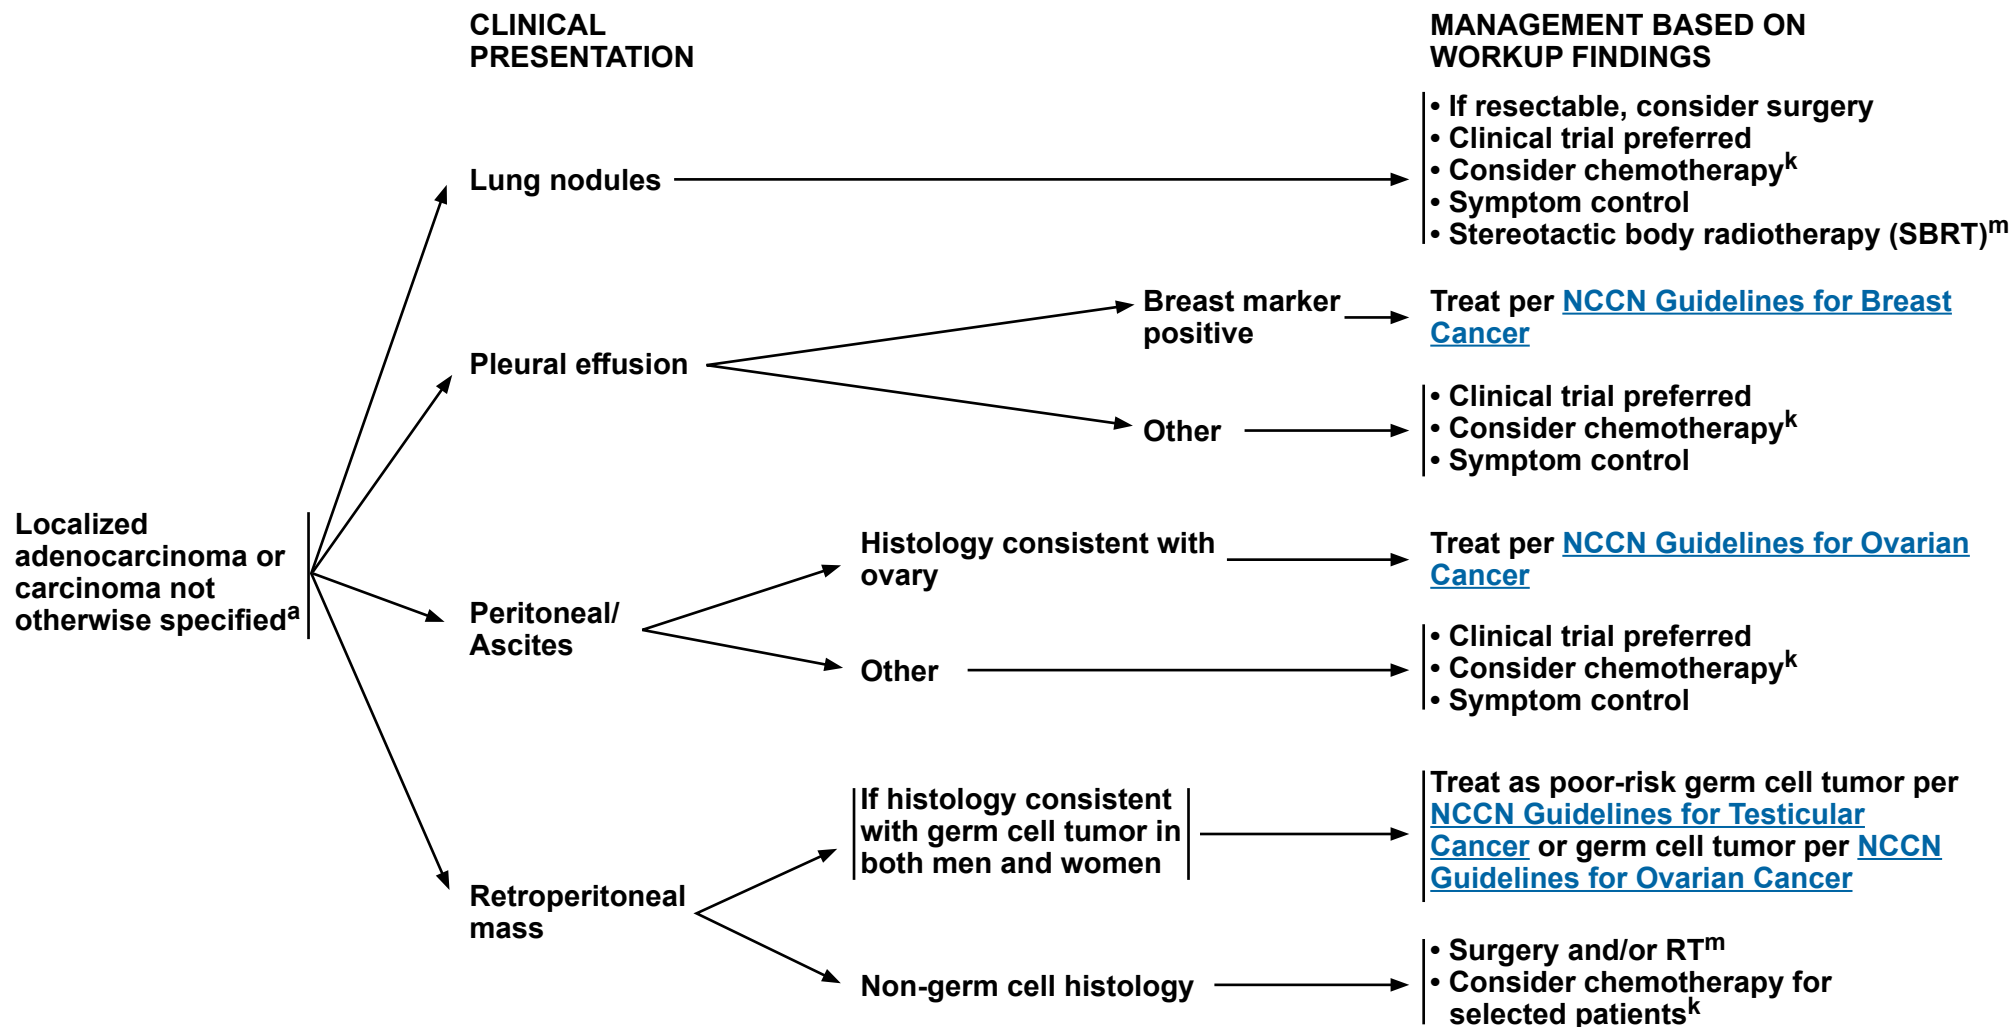 CLINICAL
PRESENTATION
MANAGEMENT BASED ON
WORKUP FINDINGS
Localized
adenocarcinoma or
carcinoma not
otherwise specifiedᵃ
Lung nodules
• If resectable, consider surgery
• Clinical trial preferred
• Consider chemotherapyᵏ
• Symptom control
• Stereotactic body radiotherapy (SBRT)ᵐ
Pleural effusion
Breast marker
positive
Treat per NCCN Guidelines for Breast
Cancer
Other
• Clinical trial preferred
• Consider chemotherapyᵏ
• Symptom control
Peritoneal/
Ascites
Histology consistent with
ovary
Treat per NCCN Guidelines for Ovarian
Cancer
Other
• Clinical trial preferred
• Consider chemotherapyᵏ
• Symptom control
Retroperitoneal
mass
If histology consistent
with germ cell tumor in
both men and women
Treat as poor-risk germ cell tumor per
NCCN Guidelines for Testicular
Cancer or germ cell tumor per NCCN
Guidelines for Ovarian Cancer
Non-germ cell histology
• Surgery and/or RTᵐ
• Consider chemotherapy for
selected patientsᵏ